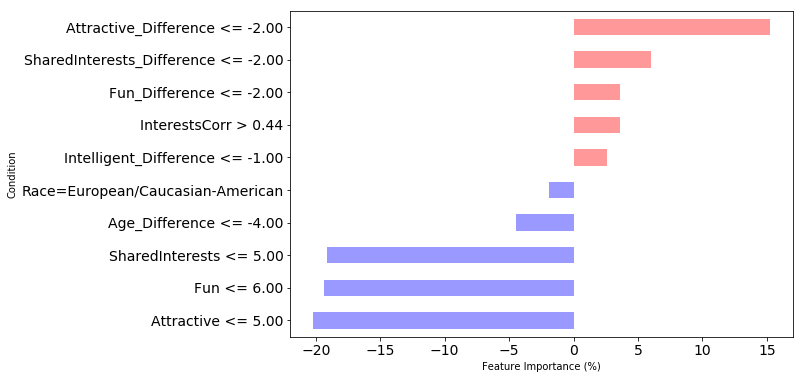 Attractive_Difference <= -2.00
SharedInterests_Difference <= -2.00
Fun_Difference <= -2.00
InterestsCorr > 0.44
Intelligent_Difference <= -1.00
Race=European/Caucasian-American
Age_Difference <= -4.00
SharedInterests <= 5.00
Fun <= 6.00
Attractive <= 5.00
Condition
−20 −15 −10 −5 0 5 10 15
Feature Importance (%)